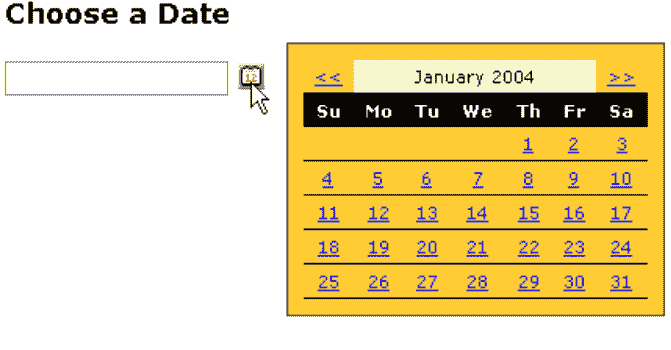 Choose a Date
12
<< January 2004 >>
Su Mo Tu We Th Fr Sa
1 2 3
4 5 6 7 8 9 10
11 12 13 14 15 16 17
18 19 20 21 22 23 24
25 26 27 28 29 30 31